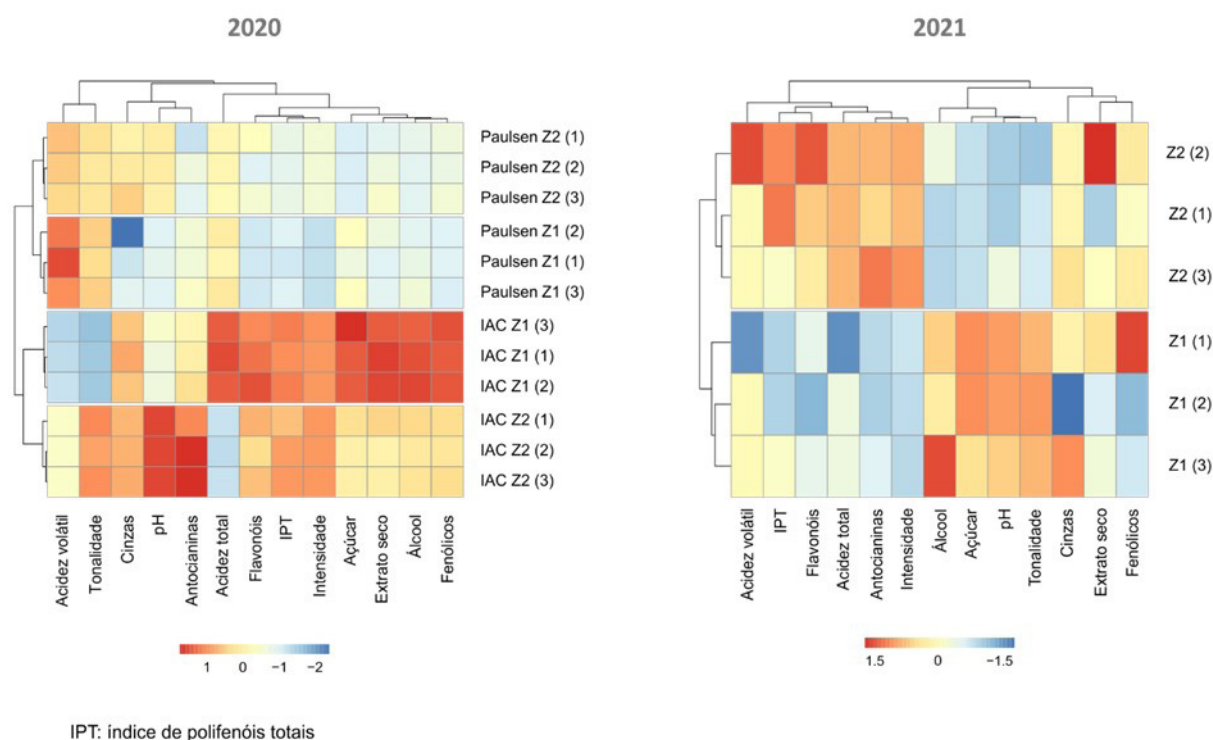 2020
Paulsen Z2 (1)
Paulsen Z2 (2)
Paulsen Z2 (3)
Paulsen Z1 (2)
Paulsen Z1 (1)
Paulsen Z1 (3)
IAC Z1 (3)
IAC Z1 (1)
IAC Z1 (2)
IAC Z2 (1)
IAC Z2 (2)
IAC Z2 (3)
Acidez volátil
Tonalidade
Cinzas
pH
Antocianinas
Acidez total
Flavonóis
IPT
Intensidade
Açúcar
Extrato seco
Álcool
Fenólicos
1 0 −1 −2
IPT: índice de polifenóis totais
2021
Z2 (2)
Z2 (1)
Z2 (3)
Z1 (1)
Z1 (2)
Z1 (3)
Acidez volátil
IPT
Flavonóis
Acidez total
Antocianinas
Intensidade
Álcool
Açúcar
pH
Tonalidade
Cinzas
Extrato seco
Fenólicos
1.5 0 −1.5